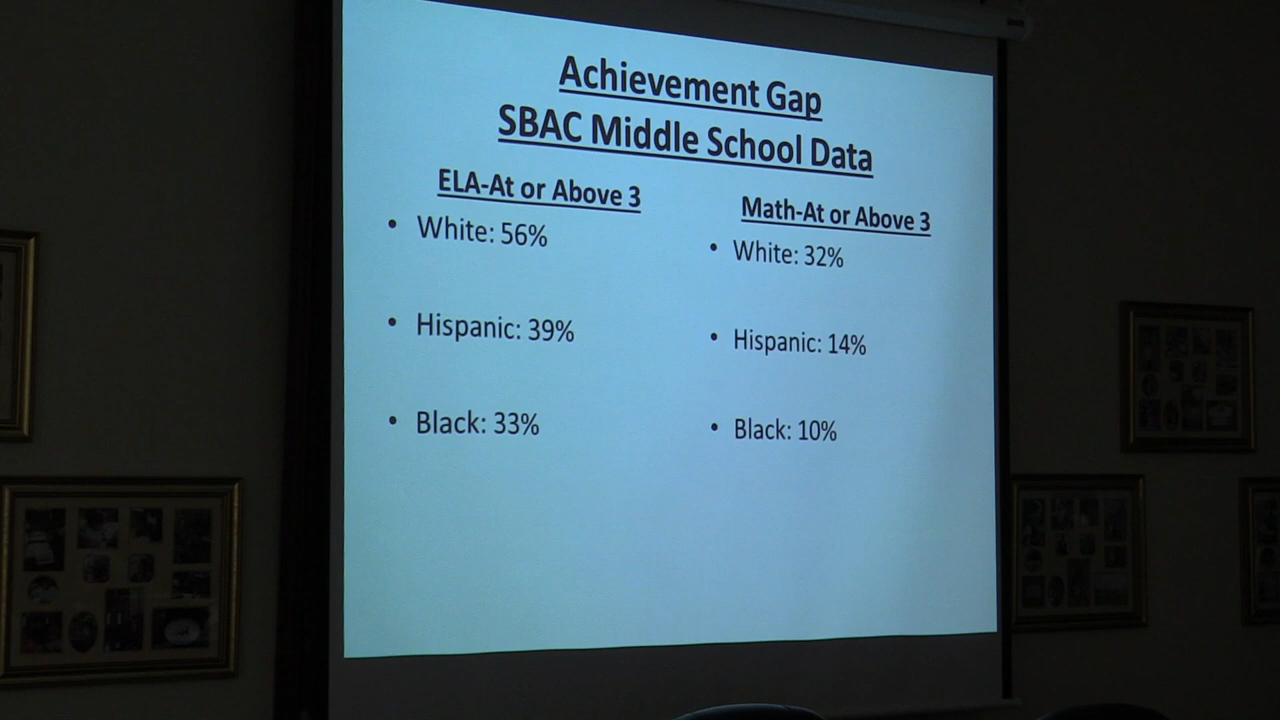 Achievement Gap
SBAC Middle School Data
ELA-At or Above 3
• White: 56%
• Hispanic: 39%
• Black: 33%
Math-At or Above 3
• White: 32%
• Hispanic: 14%
• Black: 10%